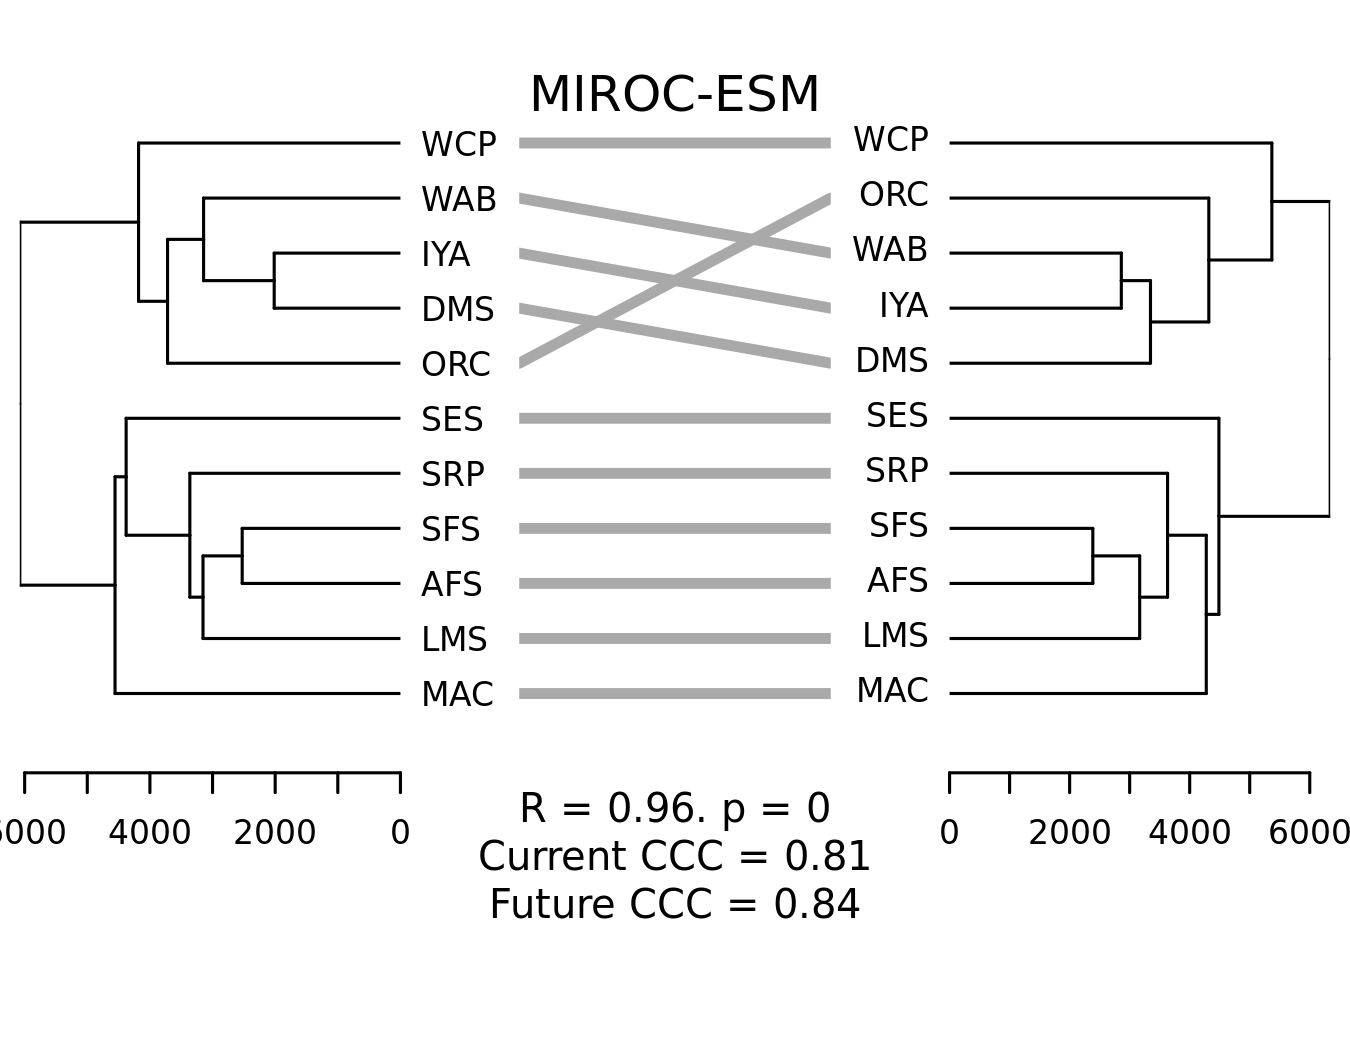 MIROC-ESM
WCP
WAB
IYA
DMS
ORC
SES
SRP
SFS
AFS
LMS
MAC
WCP
ORC
WAB
IYA
DMS
SES
SRP
SFS
AFS
LMS
MAC
4000 2000 0
0 2000 4000 6000
R = 0.96. p = 0
Current CCC = 0.81
Future CCC = 0.84